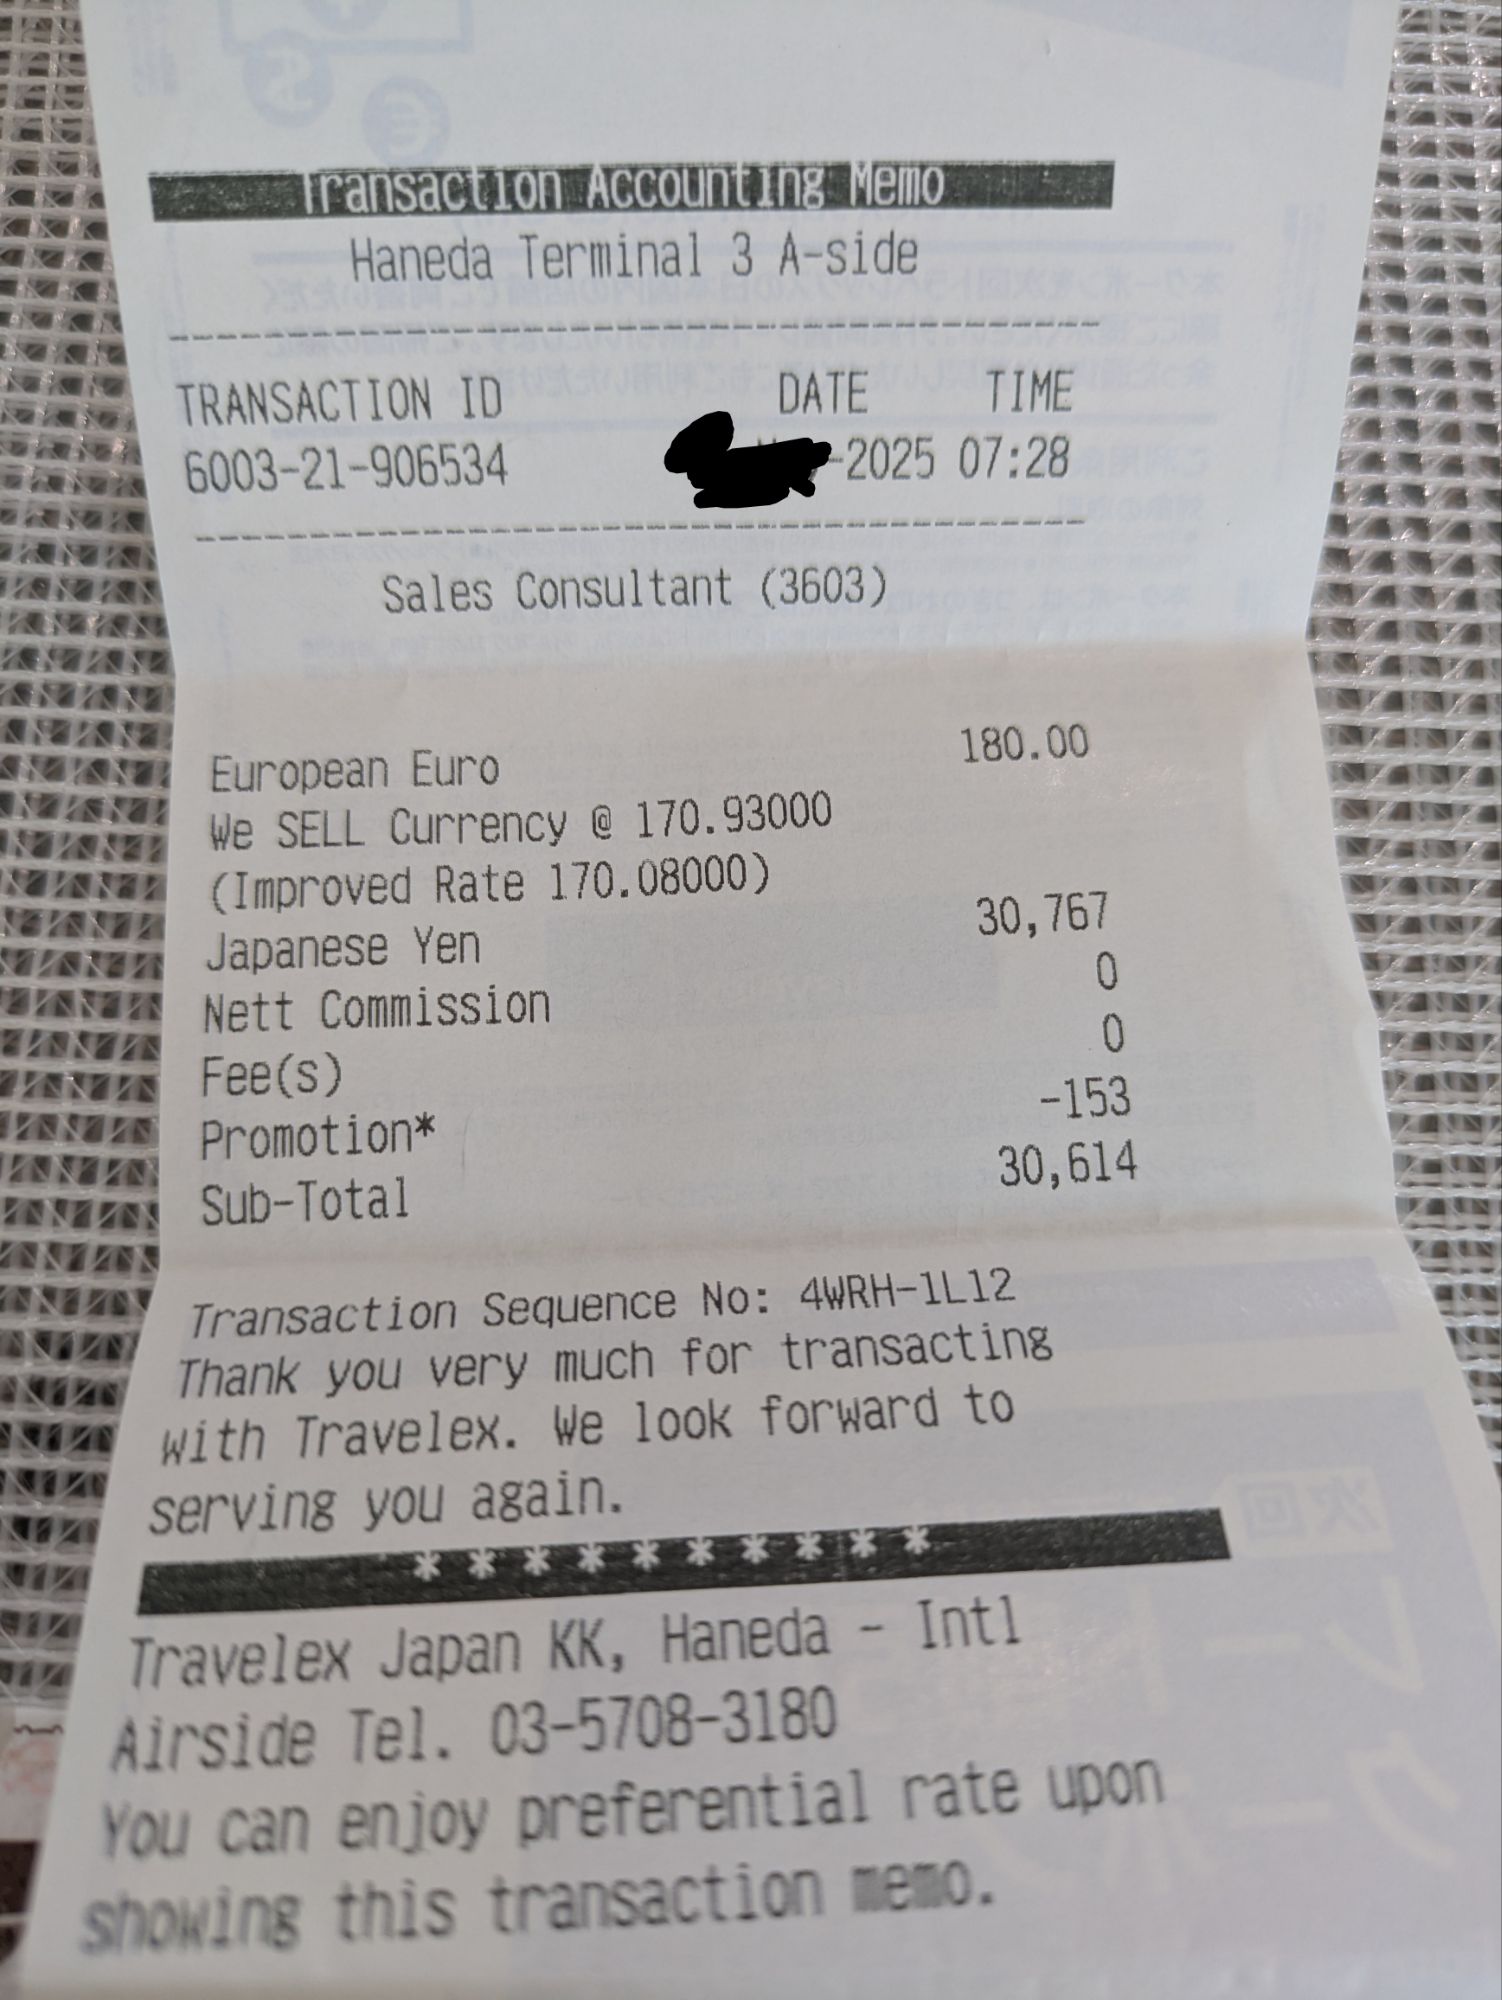 Transaction Accounting Memo
Haneda Terminal 3 A-side
TRANSACTION ID DATE TIME
6003-21-906534 -2025 07:28
Sales Consultant (3603)
European Euro 180.00
We SELL Currency @ 170.93000
(Improved Rate 170.08000)
Japanese Yen 30,767
Nett Commission 0
Fee(s) 0
Promotion* -153
Sub-Total 30,614
Transaction Sequence No: 4WRH-1L12
Thank you very much for transacting
with Travelex. We look forward to
serving you again.
* * * * * * * * * *
Travelex Japan KK, Haneda - Intl
Airside Tel. 03-5708-3180
You can enjoy preferential rate upon
showing this transaction memo.